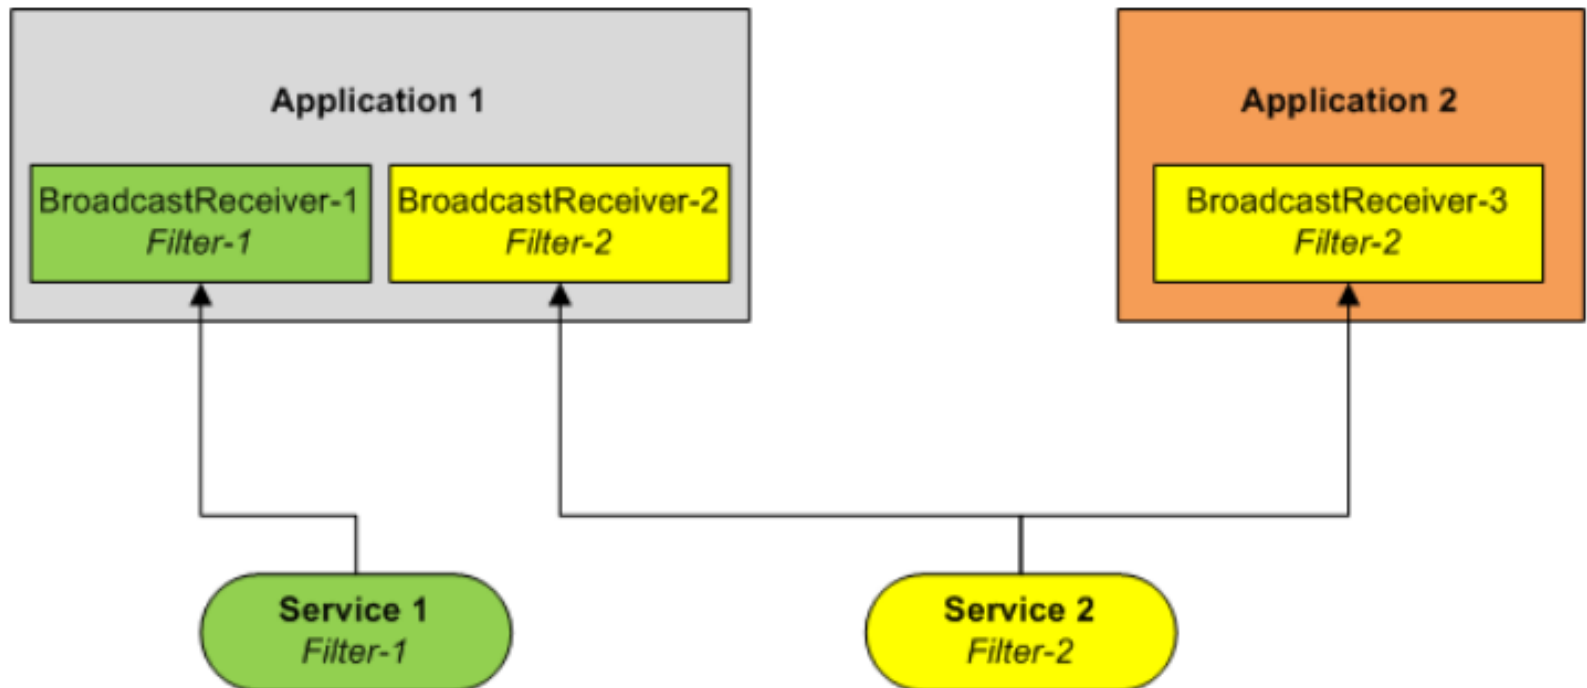 Application 1
Application 2
BroadcastReceiver-1
Filter-1
BroadcastReceiver-2
Filter-2
BroadcastReceiver-3
Filter-2
Service 1
Filter-1
Service 2
Filter-2